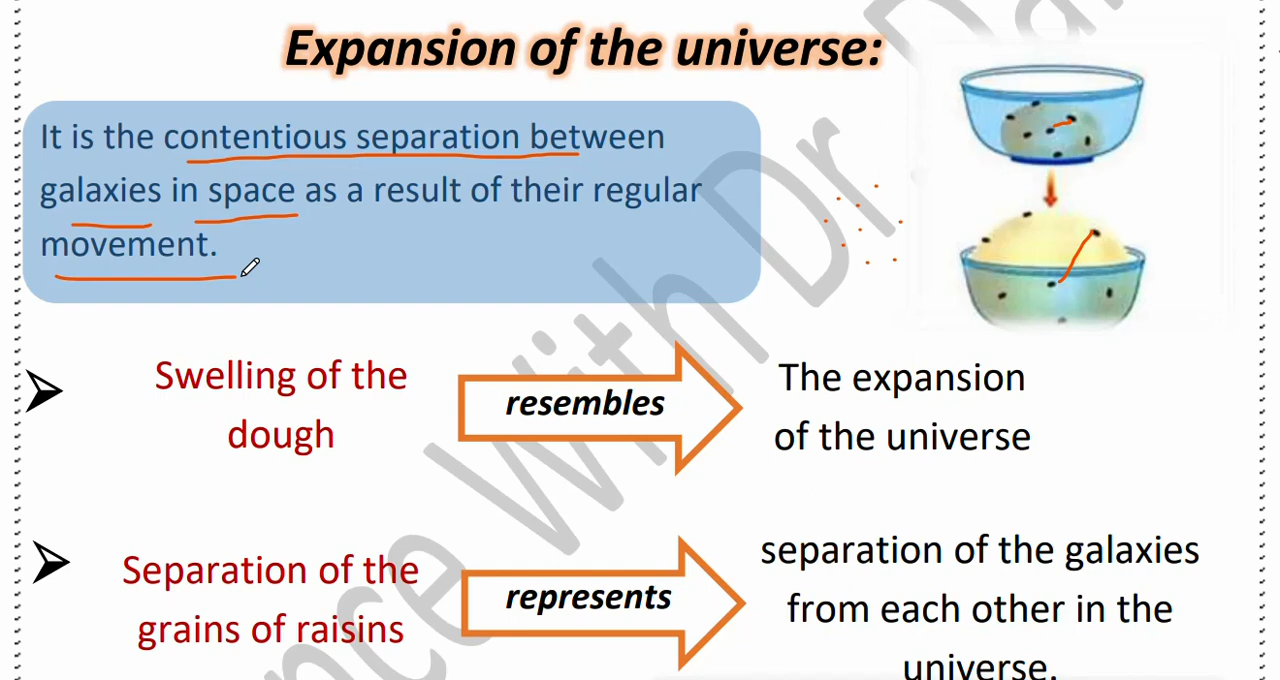 Expansion of the universe:
It is the contentious separation between
galaxies in space as a result of their regular
movement.
Swelling of the
dough
resembles
The expansion
of the universe
Separation of the
grains of raisins
represents
separation of the galaxies
from each other in the
universe.
With Dr